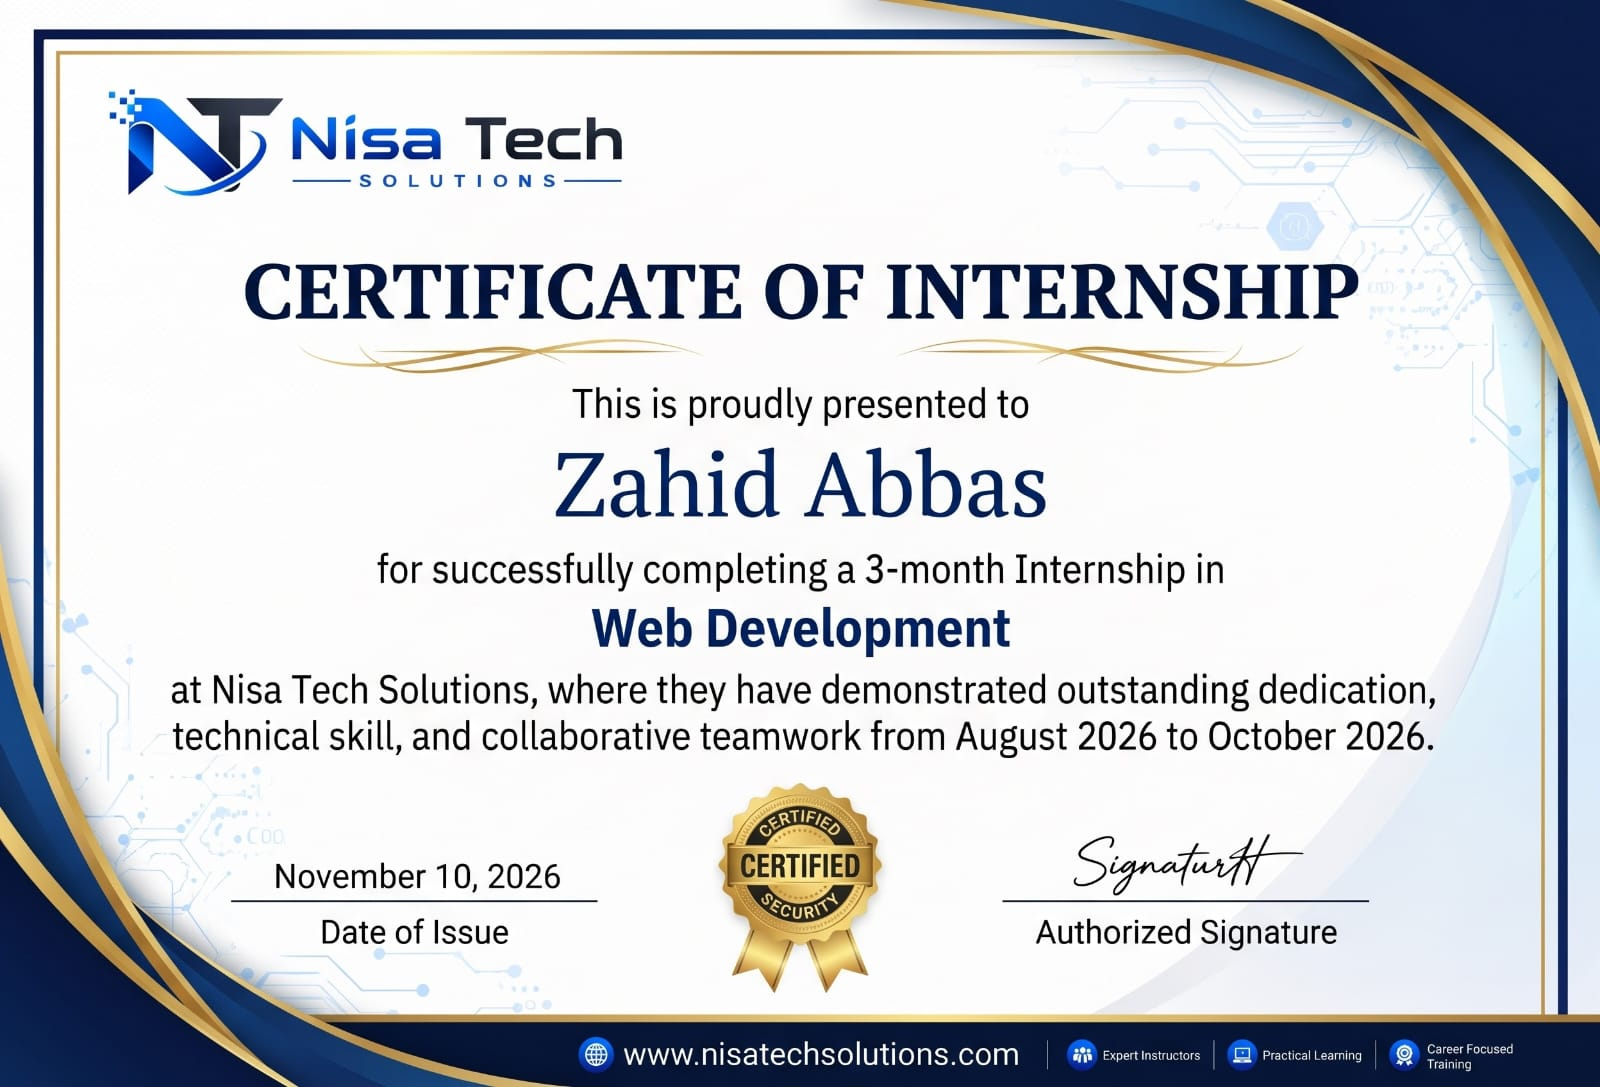 Nisa Tech
SOLUTIONS
CERTIFICATE OF INTERNSHIP
This is proudly presented to
Zahid Abbas
for successfully completing a 3-month Internship in
Web Development
at Nisa Tech Solutions, where they have demonstrated outstanding dedication,
technical skill, and collaborative teamwork from August 2026 to October 2026.
November 10, 2026
Date of Issue
CERTIFIED
CERTIFIED
SECURITY
Authorized Signature
www.nisatechsolutions.com
Expert Instructors
Practical Learning
Career Focused
Training